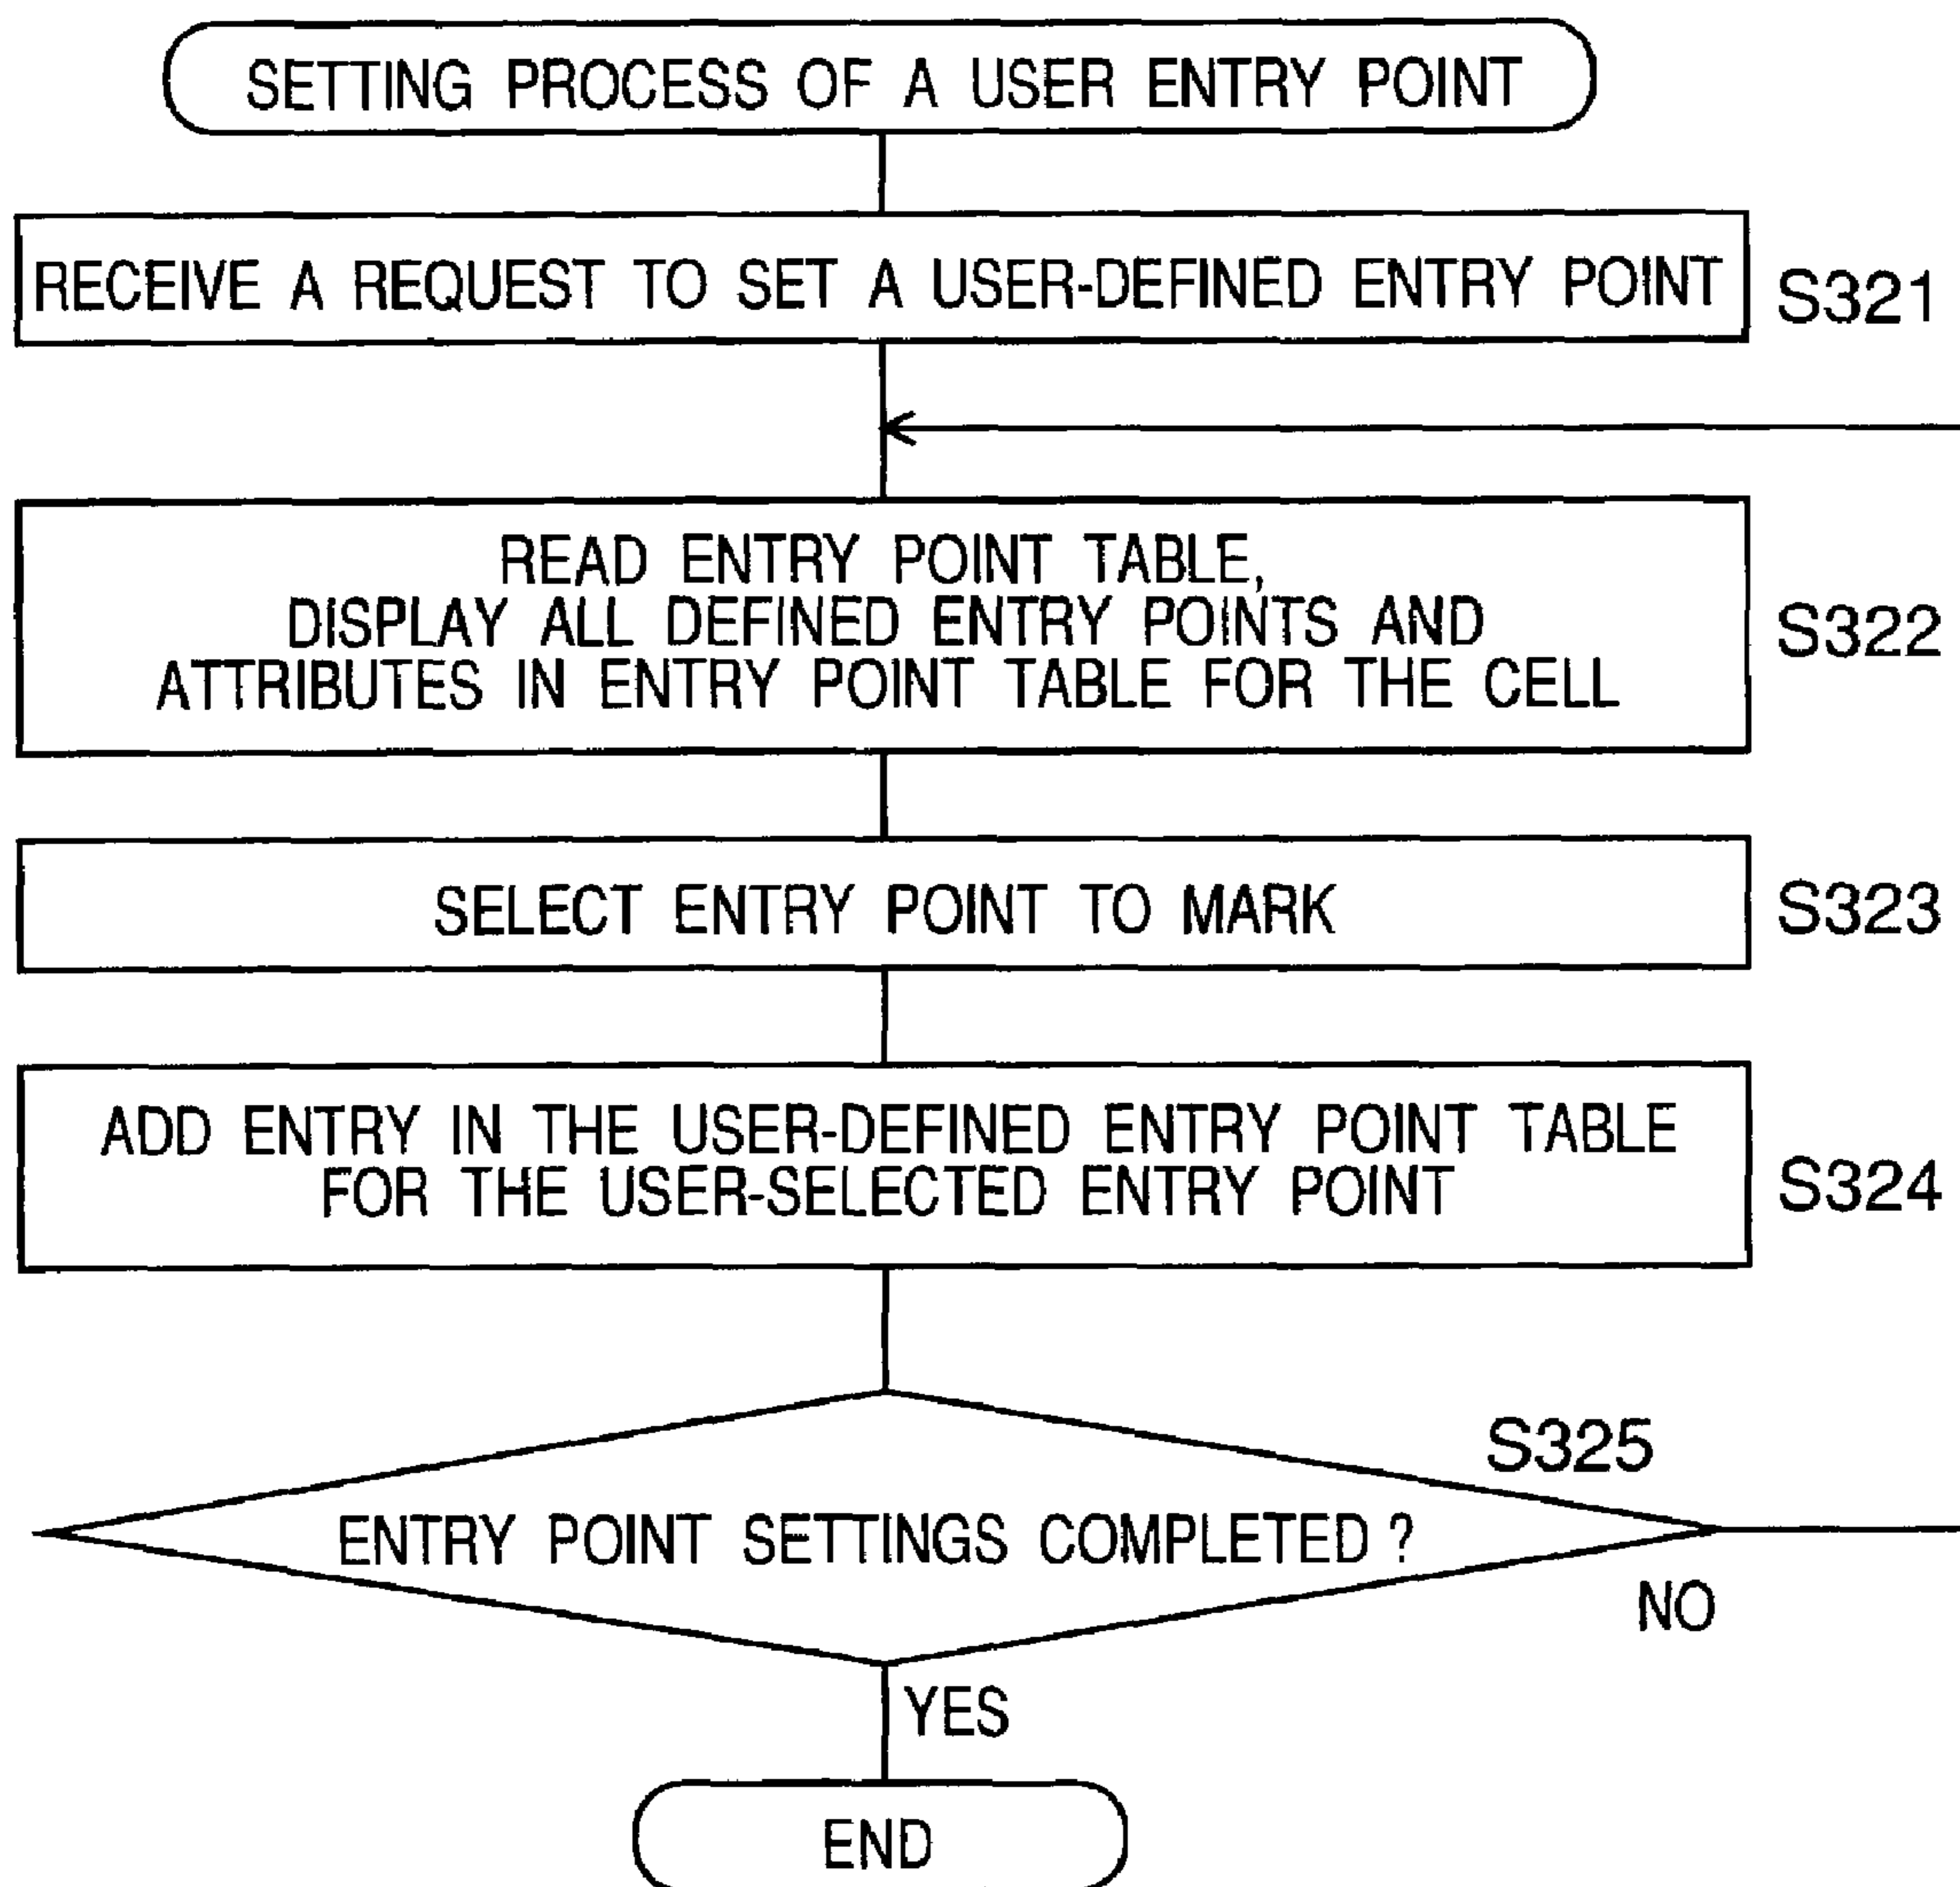 SETTING PROCESS OF A USER ENTRY POINT
RECEIVE A REQUEST TO SET A USER-DEFINED ENTRY POINT
S321
READ ENTRY POINT TABLE,
DISPLAY ALL DEFINED ENTRY POINTS AND
ATTRIBUTES IN ENTRY POINT TABLE FOR THE CELL
S322
SELECT ENTRY POINT TO MARK
S323
ADD ENTRY IN THE USER-DEFINED ENTRY POINT TABLE
FOR THE USER-SELECTED ENTRY POINT
S324
S325
ENTRY POINT SETTINGS COMPLETED ?
NO
YES
END